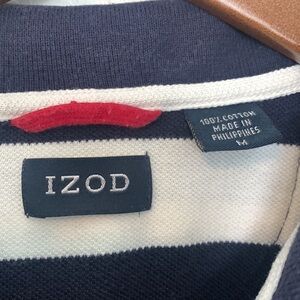 100% COTTON
MADE IN
PHILIPPINES
M
IZOD